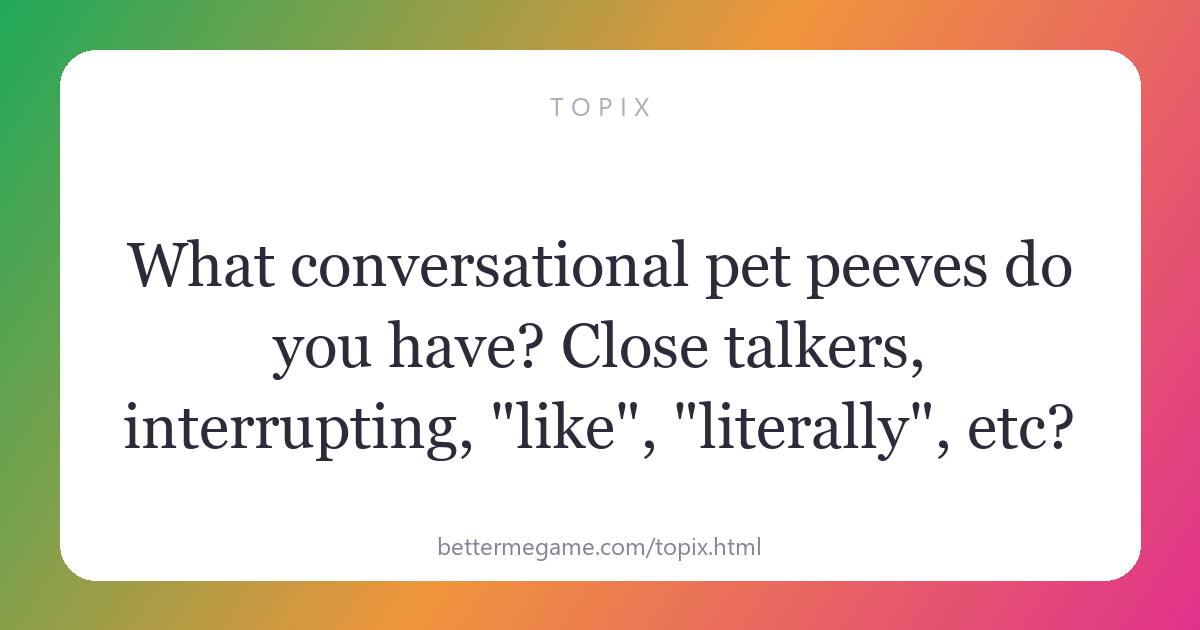 TOPIX
What conversational pet peeves do
you have? Close talkers,
interrupting, "like", "literally", etc?
bettermegame.com/topix.html